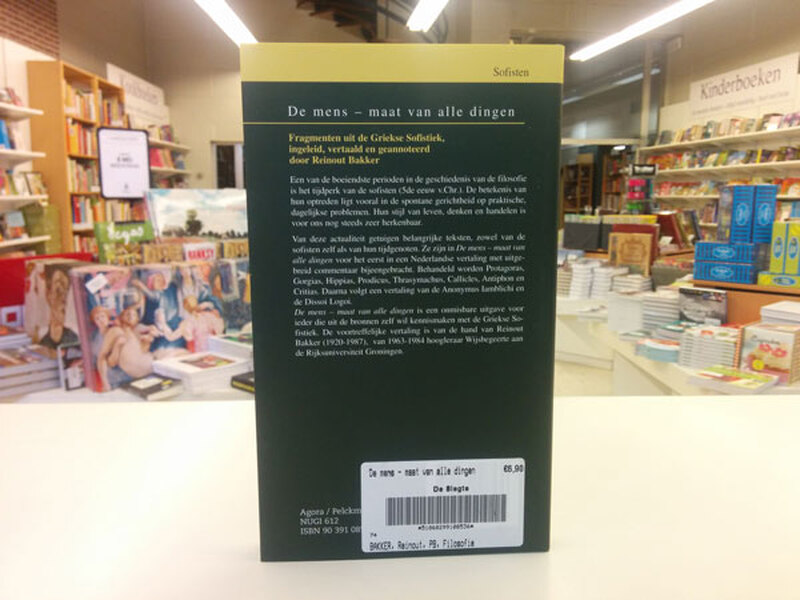 Sofisten
De mens – maat van alle dingen
Fragmenten uit de Griekse Sofistiek,
ingeleid, vertaald en geannoteerd
door Reinout Bakker
Een van de boeiendste perioden in de geschiedenis van de filosofie
is het tijdperk van de sofisten (5de eeuw v.Chr.). De betekenis van
hun optreden ligt vooral in de spontane gerichtheid op praktische,
dagelijkse problemen. Hun stijl van leven, denken en handelen is
voor ons nog steeds zeer herkenbaar.
Van deze actualiteit getuigen belangrijke teksten, zowel van de
sofisten zelf als van hun tijdgenoten. Ze zijn in De mens – maat van
alle dingen voor het eerst in een Nederlandse vertaling met uitge-
breid commentaar bijeengebracht. Behandeld worden Protagoras,
Gorgias, Hippias, Prodicus, Thrasymachus, Callicles, Antiphon en
Critias. Daarna volgt een vertaling van de Anonymus Iamblichi en
de Dissoi Logoi.
De mens – maat van alle dingen is een onmisbare uitgave voor
ieder die uit de bronnen zelf wil kennismaken met de Griekse So-
fistiek. De voortreffelijke vertaling is van de hand van Reinout
Bakker (1920-1987), van 1963-1984 hoogleraar Wijsbegeerte aan
de Rijksuniversiteit Groningen.
Agora / Pelckm
NUGI 612
ISBN 90 391 08
De mens - maat van alle dingen €6,90
De Slegte
BAKKER, Reinout, PB, Filosofie
Kinderboeken
BANKSY